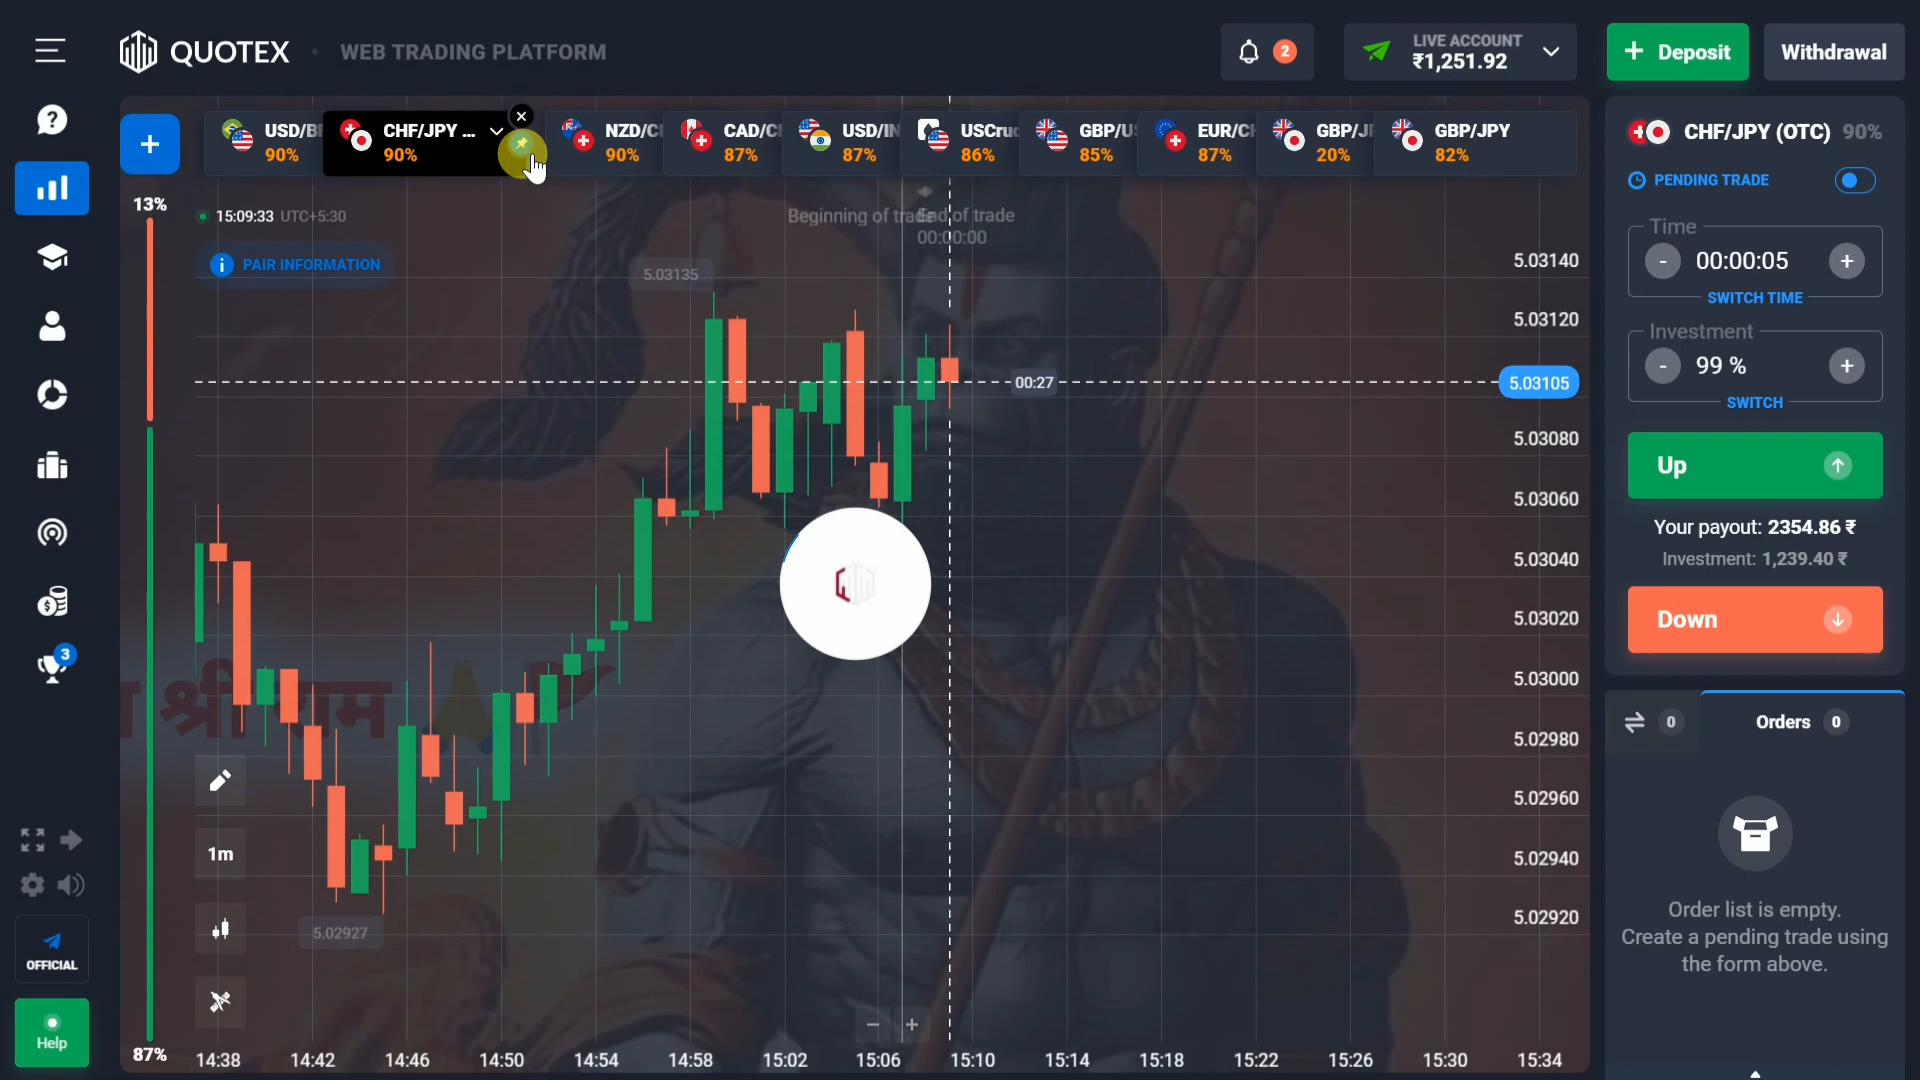 QUOTEX
WEB TRADING PLATFORM
2
LIVE ACCOUNT
₹1,251.92
+ Deposit
Withdrawal
+
USD/B
90%
CHF/JPY ...
90%
NZD/C
90%
CAD/C
87%
USD/IN
87%
USCru
86%
GBP/U
85%
EUR/C
87%
GBP/J
20%
GBP/JPY
82%
CHF/JPY (OTC) 90%
PENDING TRADE
Time
- 00:00:05 +
SWITCH TIME
Investment
- 99 % +
SWITCH
Up
Your payout: 2354.86 ₹
Investment: 1,239.40 ₹
Down
0
Orders 0
Order list is empty.
Create a pending trade using
the form above.
13%
15:09:33 UTC+5:30
Beginning of trade
End of trade
00:00:00
i PAIR INFORMATION
5.03135
5.03140
5.03120
00:27
5.03105
5.03080
5.03060
5.03040
5.03020
5.03000
5.02980
5.02960
5.02940
5.02920
श्री राम
1m
5.02927
- +
87%
14:38 14:42 14:46 14:50 14:54 14:58 15:02 15:06 15:10 15:14 15:18 15:22 15:26 15:30 15:34
3
OFFICIAL
Help